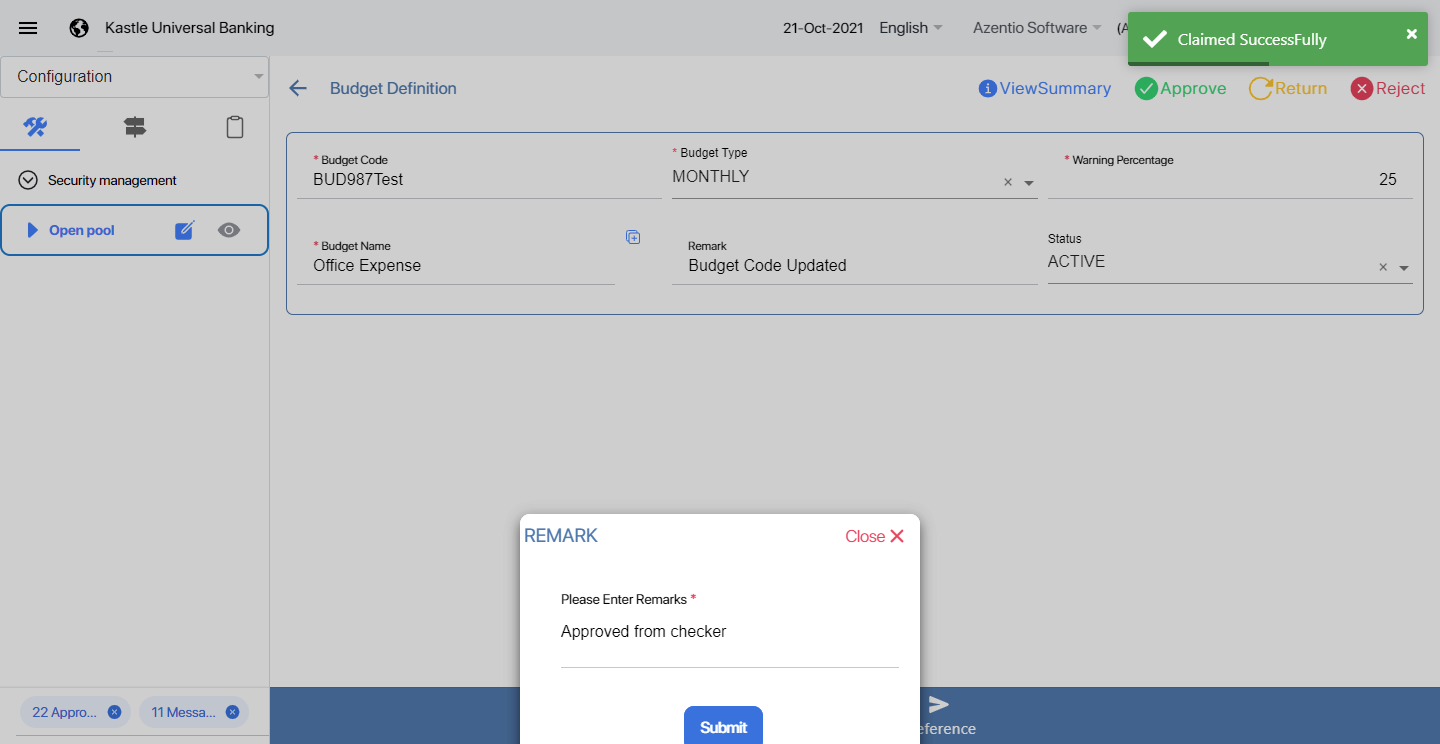 Kastle Universal Banking
21-Oct-2021 English Azentio Software (A
Claimed SuccessFully
Configuration
Budget Definition
ViewSummary Approve Return Reject
Security management
Open pool
* Budget Code
BUD987Test
* Budget Type
MONTHLY
* Warning Percentage
25
* Budget Name
Office Expense
Remark
Budget Code Updated
Status
ACTIVE
REMARK
Close
Please Enter Remarks *
Approved from checker
Submit
22 Appro...
11 Messa...
eference